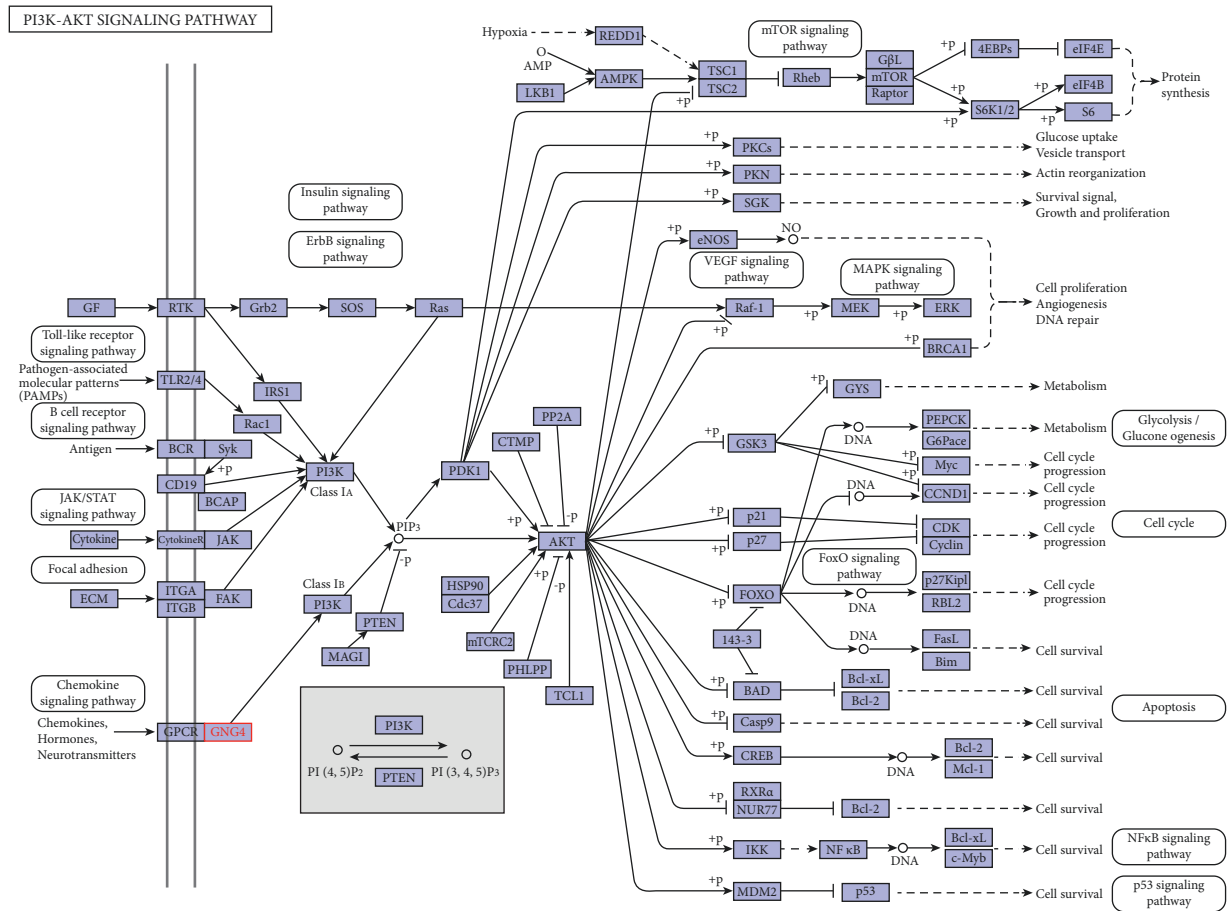 PI3K-AKT SIGNALING PATHWAY
Hypoxia
REDD1
mTOR signaling
pathway
O
AMP
LKB1
AMPK
TSC1
TSC2
+p
Rheb
GβL
mTOR
Raptor
+p
4EBPs
eIF4E
+p
S6K1/2
+p
+p
eIF4B
+p
S6
Protein
synthesis
+p
PKCs
Glucose uptake
Vesicle transport
+p
PKN
Actin reorganization
+p
SGK
Survival signal,
Growth and proliferation
Insulin signaling
pathway
ErbB signaling
pathway
+p
eNOS
NO
VEGF signaling
pathway
MAPK signaling
pathway
GF
RTK
Grb2
SOS
Ras
Raf-1
+p
+p
MEK
+p
ERK
Cell proliferation
Angiogenesis
DNA repair
+p
BRCA1
Toll-like receptor
signaling pathway
Pathogen-associated
molecular patterns
(PAMPs)
TLR2/4
IRS1
Rac1
B cell receptor
signaling pathway
Antigen
BCR
Syk
+p
CD19
BCAP
PI3K
Class IA
PDK1
CTMP
PP2A
+p
GYS
Metabolism
+p
GSK3
DNA
PEPCK
G6Pace
Metabolism
Glycolysis /
Glucone ogenesis
+p
Myc
Cell cycle
progression
+p
DNA
CCND1
Cell cycle
progression
JAK/STAT
signaling pathway
Cytokine
CytokineR
JAK
PIP3
-p
+p
-p
AKT
+p
-p
+p
p21
+p
p27
CDK
Cyclin
Cell cycle
progression
Cell cycle
FoxO signaling
pathway
Focal adhesion
ECM
ITGA
ITGB
FAK
Class IB
PI3K
PTEN
MAGI
HSP90
Cdc37
mTCRC2
PHLPP
TCL1
+p
FOXO
DNA
p27Kipl
RBL2
Cell cycle
progression
143-3
DNA
FasL
Bim
Cell survival
+p
BAD
Bcl-xL
Bcl-2
Cell survival
Apoptosis
+p
Casp9
Cell survival
+p
CREB
DNA
Bcl-2
Mcl-1
Cell survival
Chemokine
signaling pathway
Chemokines,
Hormones,
Neurotransmitters
GPCR
GNG4
PI3K
PI (4, 5)P2
PTEN
PI (3, 4, 5)P3
+p
RXRα
NUR77
Bcl-2
Cell survival
+p
IKK
NF κB
DNA
Bcl-xL
c-Myb
Cell survival
NFκB signaling
pathway
+p
MDM2
p53
Cell survival
p53 signaling
pathway